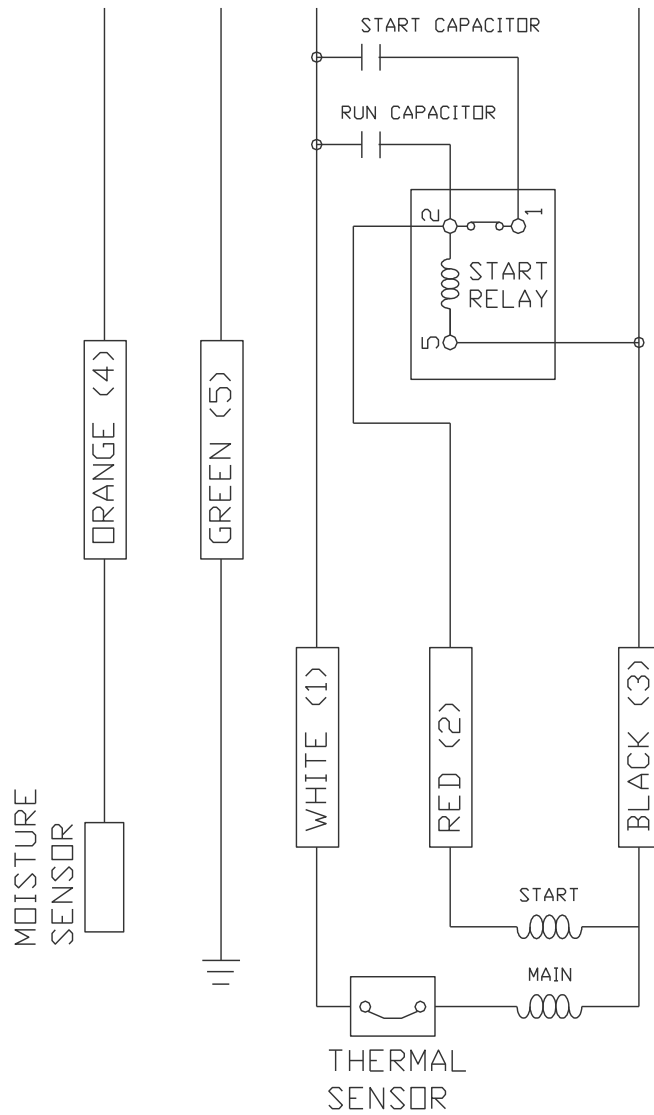 START CAPACITOR
RUN CAPACITOR
2
1
START
RELAY
5
ORANGE (4)
GREEN (5)
WHITE (1)
RED (2)
BLACK (3)
MOISTURE
SENSOR
START
MAIN
THERMAL
SENSOR